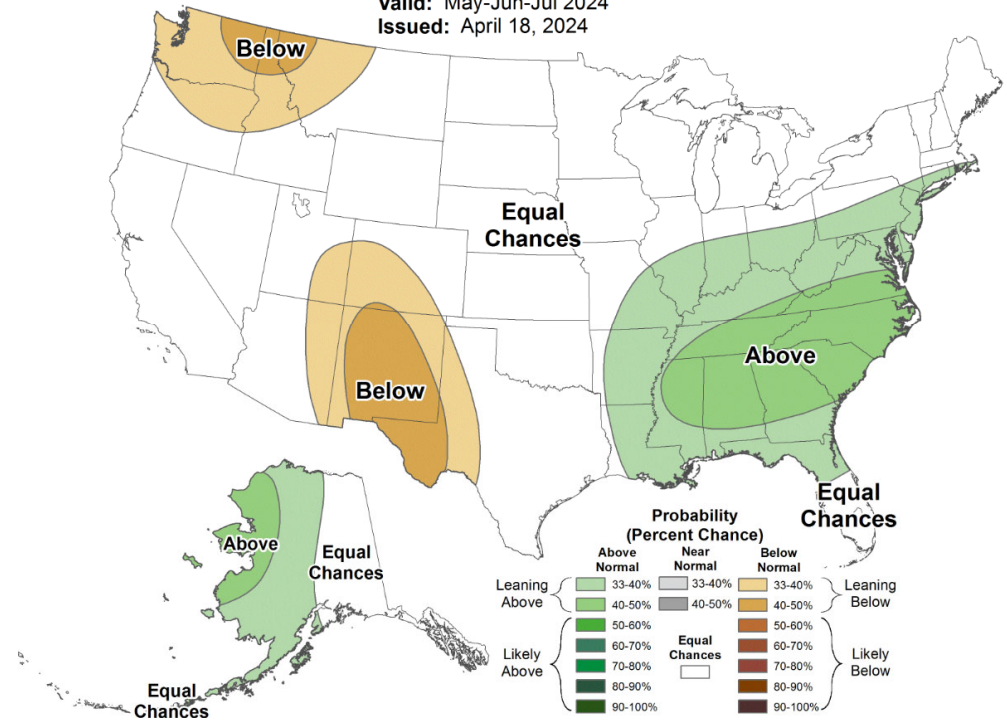 Valid: May-Jun-Jul 2024
Issued: April 18, 2024
Below
Equal
Chances
Above
Below
Equal
Chances
Above
Equal
Chances
Equal
Chances
Probability
(Percent Chance)
Above
Normal
Near
Normal
Below
Normal
Leaning
Above
33-40%
33-40%
33-40%
Leaning
Below
40-50%
40-50%
40-50%
Likely
Above
50-60%
50-60%
Likely
Below
60-70%
60-70%
Equal
Chances
70-80%
70-80%
80-90%
80-90%
90-100%
90-100%